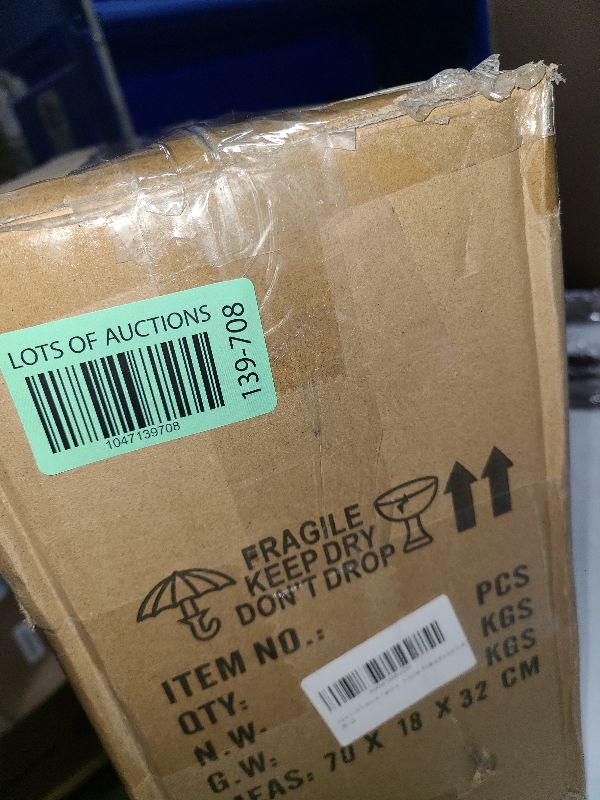 LOTS OF AUCTIONS
139-708
1047139708
FRAGILE
KEEP DRY
DON'T DROP
ITEM NO.:
QTY: PCS
N.W. KGS
G.W: KGS
EAS: 70 X 18 X 32 CM